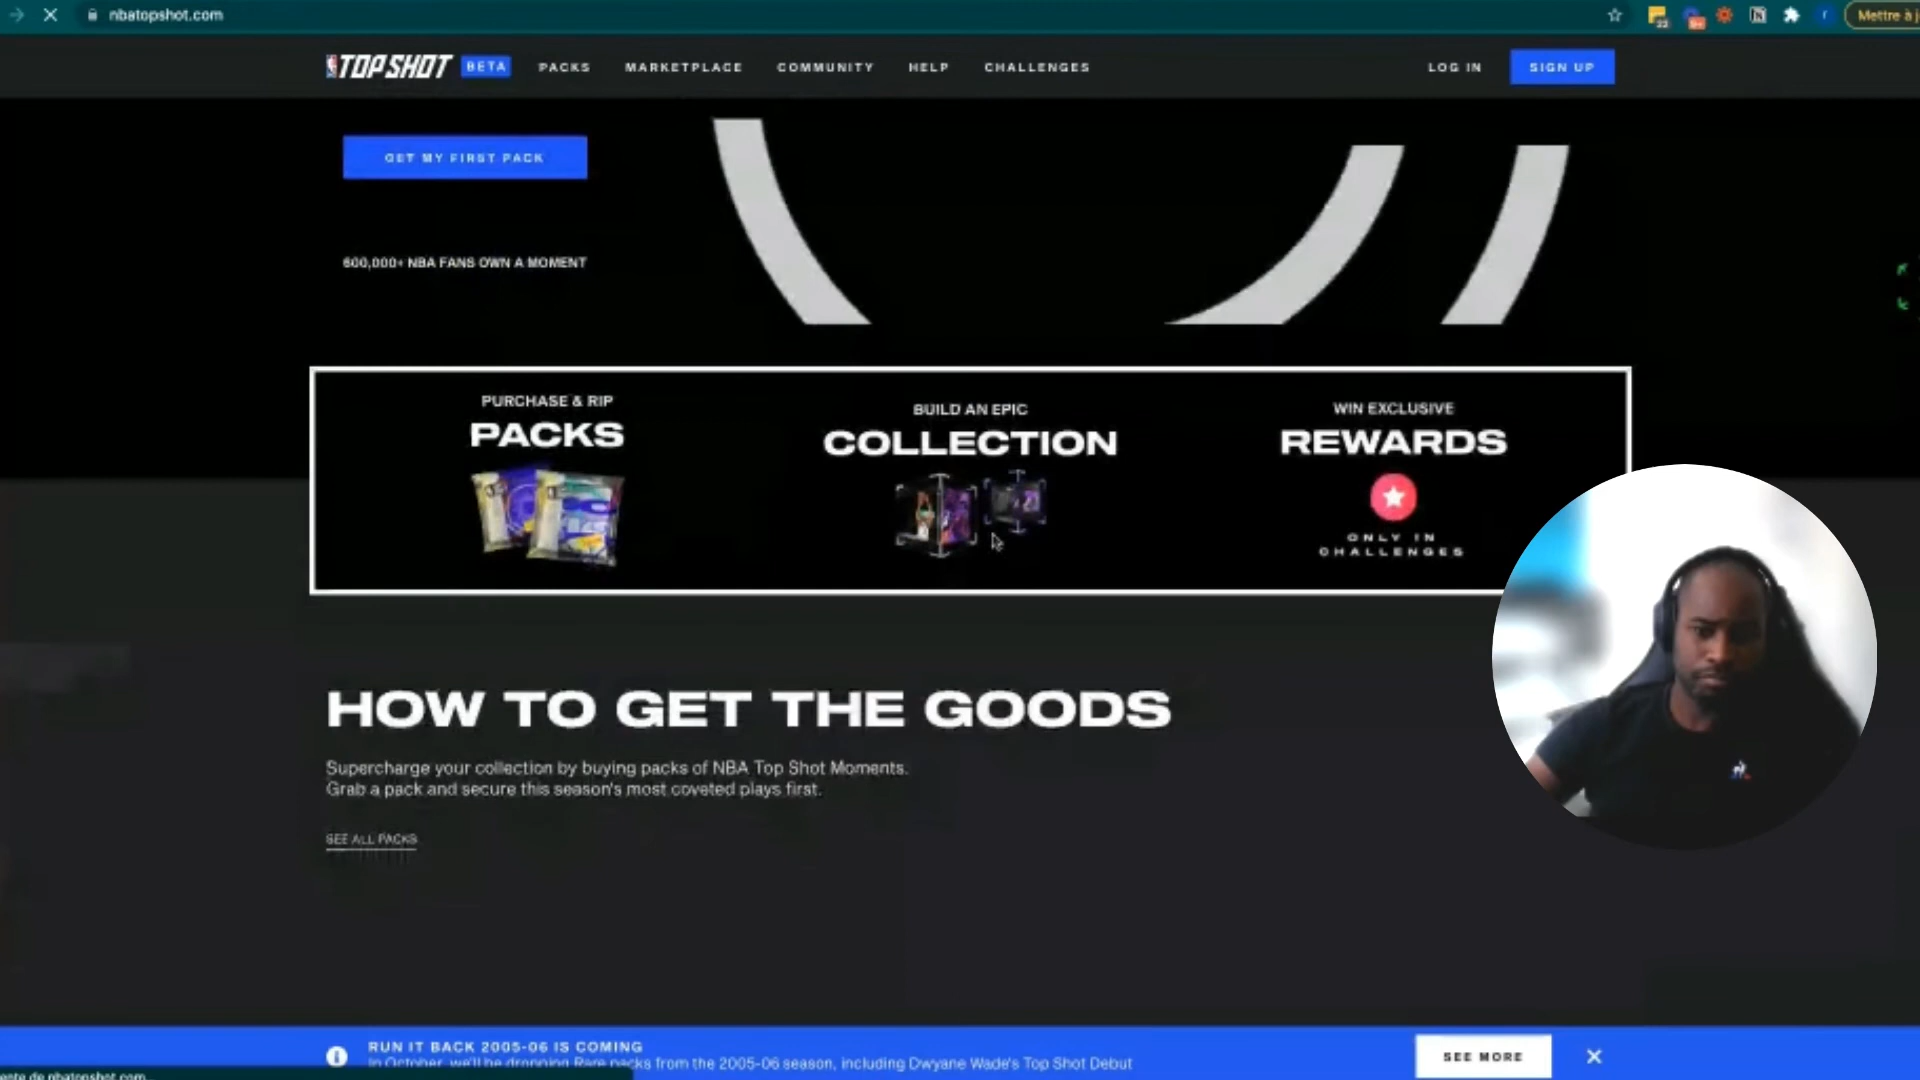 nbatopshot.com
Mettre à j
TOP SHOT BETA PACKS MARKETPLACE COMMUNITY HELP CHALLENGES LOG IN SIGN UP
GET MY FIRST PACK
600,000+ NBA FANS OWN A MOMENT
PURCHASE & RIP
PACKS
BUILD AN EPIC
COLLECTION
WIN EXCLUSIVE
REWARDS
ONLY IN
CHALLENGES
HOW TO GET THE GOODS
Supercharge your collection by buying packs of NBA Top Shot Moments.
Grab a pack and secure this season's most coveted plays first.
SEE ALL PACKS
RUN IT BACK 2005-06 IS COMING
In October, we'll be dropping Rare packs from the 2005-06 season, including Dwyane Wade's Top Shot Debut
SEE MORE
de nbatopshot.com...